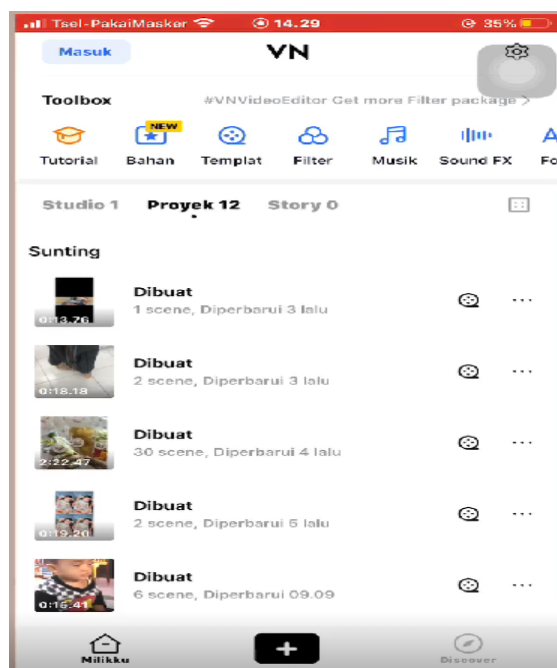 Tsel-PakaiMasker 14.29 35%
Masuk VN
Toolbox #VNVideoEditor Get more Filter package >
NEW
Tutorial Bahan Templat Filter Musik Sound FX Fo
Studio 1 Proyek 12 Story 0
Sunting
Dibuat
1 scene, Diperbarui 3 lalu
0:13.76
Dibuat
2 scene, Diperbarui 3 lalu
0:18.18
Dibuat
30 scene, Diperbarui 4 lalu
2:22.47
Dibuat
2 scene, Diperbarui 5 lalu
0:19.20
Dibuat
6 scene, Diperbarui 09.09
0:15.41
Milikku Discover